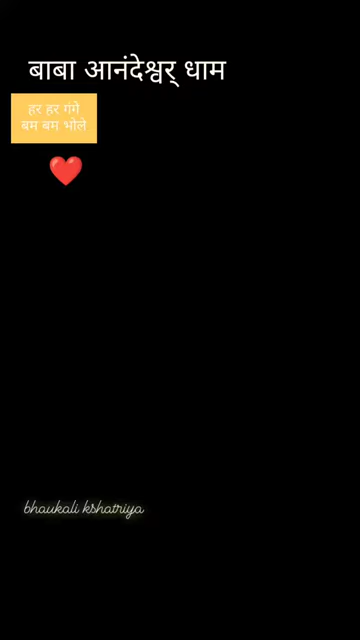 बाबा आनंदेश्वर् धाम
हर हर गंगे
बम बम भोले
bhaukali kshatriya